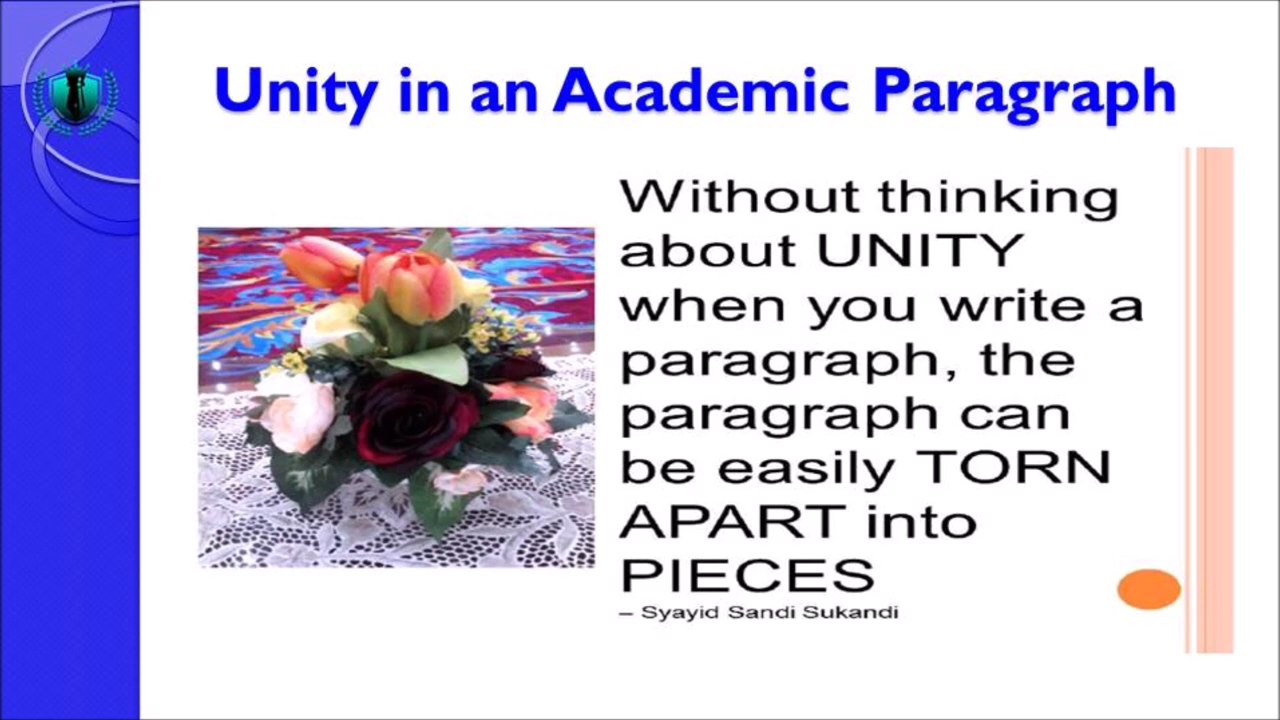 Unity in an Academic Paragraph
Without thinking
about UNITY
when you write a
paragraph, the
paragraph can
be easily TORN
APART into
PIECES
– Syayid Sandi Sukandi